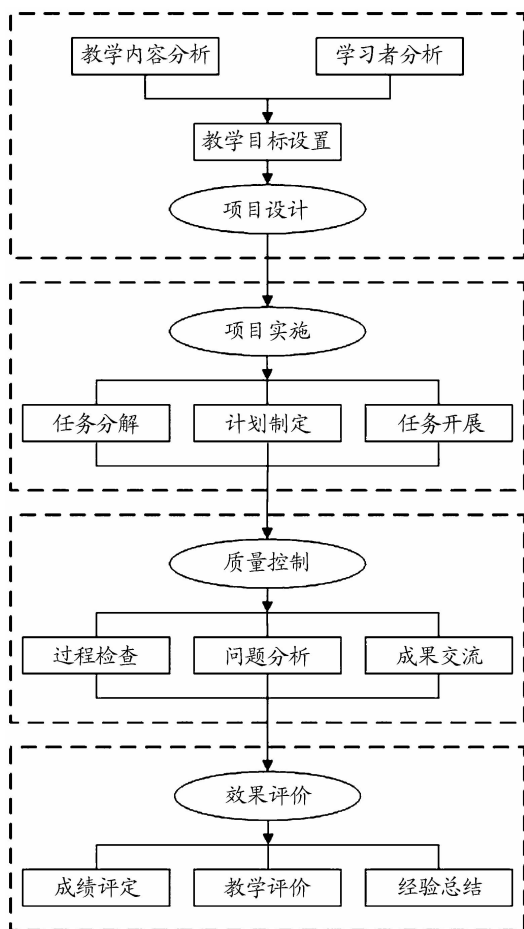 教学内容分析
学习者分析
教学目标设置
项目设计
项目实施
任务分解
计划制定
任务开展
质量控制
过程检查
问题分析
成果交流
效果评价
成绩评定
教学评价
经验总结